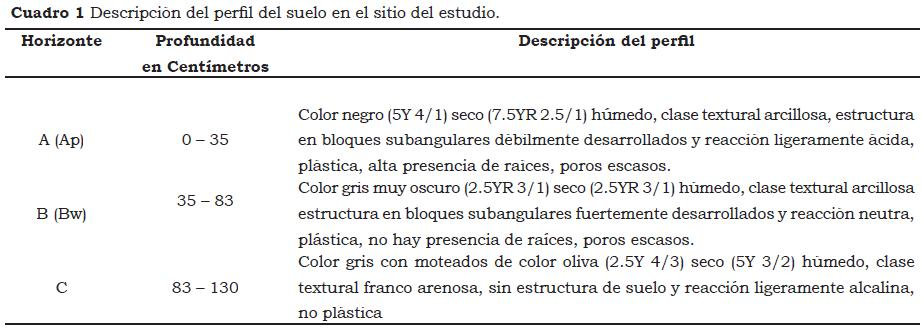 Cuadro 1 Descripción del perfil del suelo en el sitio del estudio.
Horizonte Profundidad en Centímetros Descripción del perfil
A (Ap) 0 – 35 Color negro (5Y 4/1) seco (7.5YR 2.5/1) húmedo, clase textural arcillosa, estructura
en bloques subangulares débilmente desarrollados y reacción ligeramente ácida,
plástica, alta presencia de raíces, poros escasos.
B (Bw) 35 – 83 Color gris muy oscuro (2.5YR 3/1) seco (2.5YR 3/1) húmedo, clase textural arcillosa
estructura en bloques subangulares fuertemente desarrollados y reacción neutra,
plástica, no hay presencia de raíces, poros escasos.
C 83 – 130 Color gris con moteados de color oliva (2.5Y 4/3) seco (5Y 3/2) húmedo, clase
textural franco arenosa, sin estructura de suelo y reacción ligeramente alcalina,
no plástica